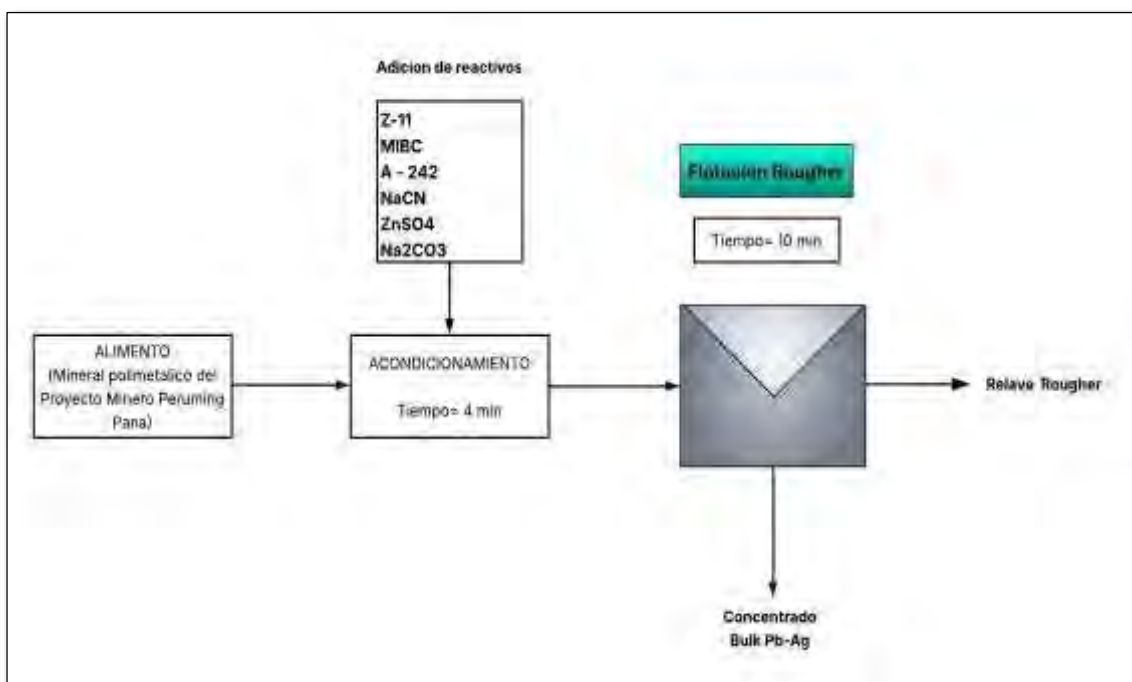 Adicion de reactivos
Z-11
MIBC
A - 242
NaCN
ZnSO4
Na2CO3
Flotasión Rougher
Tiempo= 10 min
ALIMENTO
(Mineral polimetalico del
Proyecto Minero Peruming
Pana)
ACONDICIONAMIENTO
Tiempo= 4 min
Relave Rougher
Concentrado
Bulk Pb-Ag